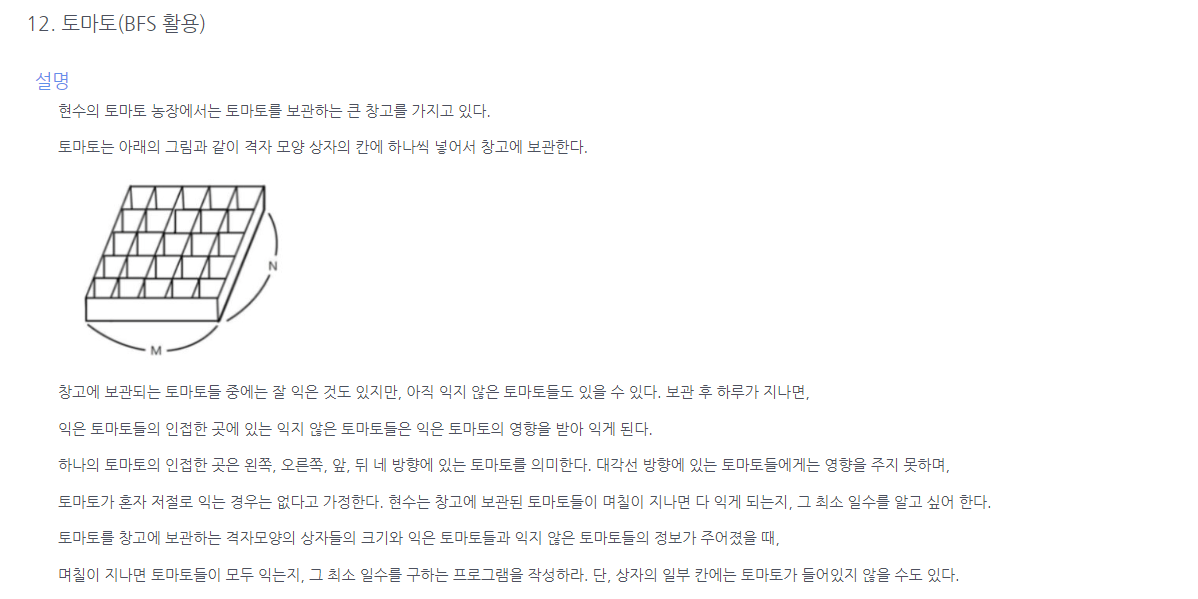 12. 토마토(BFS 활용)
설명
현수의 토마토 농장에서는 토마토를 보관하는 큰 창고를 가지고 있다.
토마토는 아래의 그림과 같이 격자 모양 상자의 칸에 하나씩 넣어서 창고에 보관한다.
N
M
창고에 보관되는 토마토들 중에는 잘 익은 것도 있지만, 아직 익지 않은 토마토들도 있을 수 있다. 보관 후 하루가 지나면,
익은 토마토들의 인접한 곳에 있는 익지 않은 토마토들은 익은 토마토의 영향을 받아 익게 된다.
하나의 토마토의 인접한 곳은 왼쪽, 오른쪽, 앞, 뒤 네 방향에 있는 토마토를 의미한다. 대각선 방향에 있는 토마토들에게는 영향을 주지 못하며,
토마토가 혼자 저절로 익는 경우는 없다고 가정한다. 현수는 창고에 보관된 토마토들이 며칠이 지나면 다 익게 되는지, 그 최소 일수를 알고 싶어 한다.
토마토를 창고에 보관하는 격자모양의 상자들의 크기와 익은 토마토들과 익지 않은 토마토들의 정보가 주어졌을 때,
며칠이 지나면 토마토들이 모두 익는지, 그 최소 일수를 구하는 프로그램을 작성하라. 단, 상자의 일부 칸에는 토마토가 들어있지 않을 수도 있다.